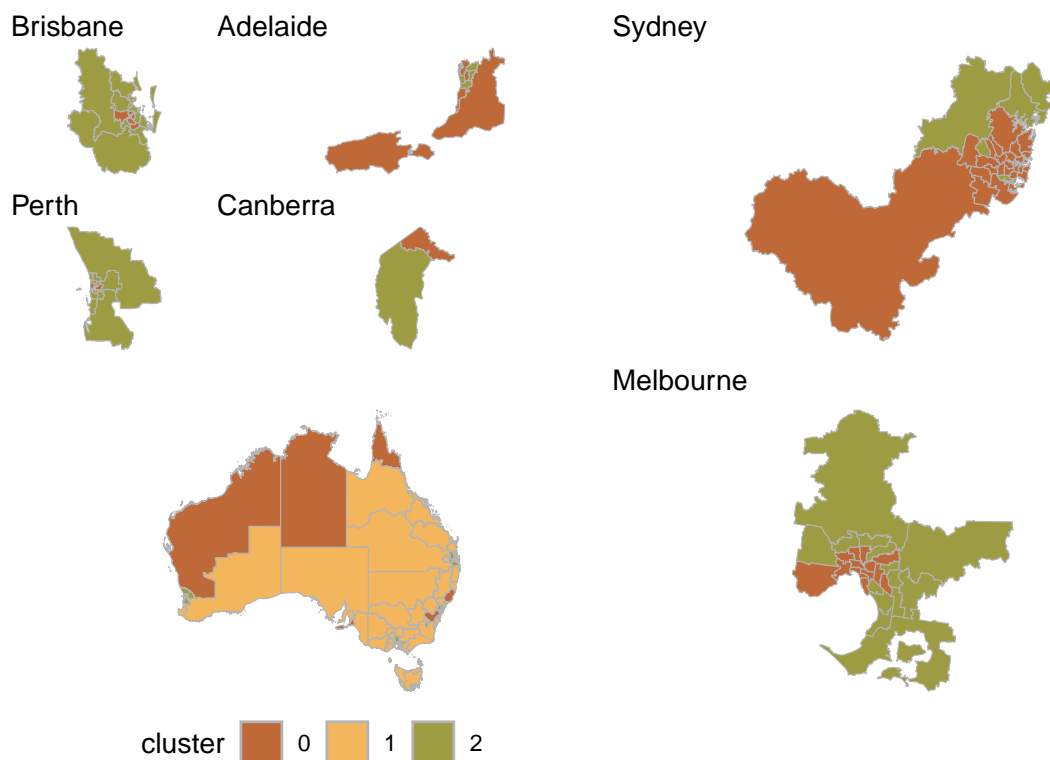 Brisbane
Adelaide
Sydney
Perth
Canberra
Melbourne
cluster 0 1 2